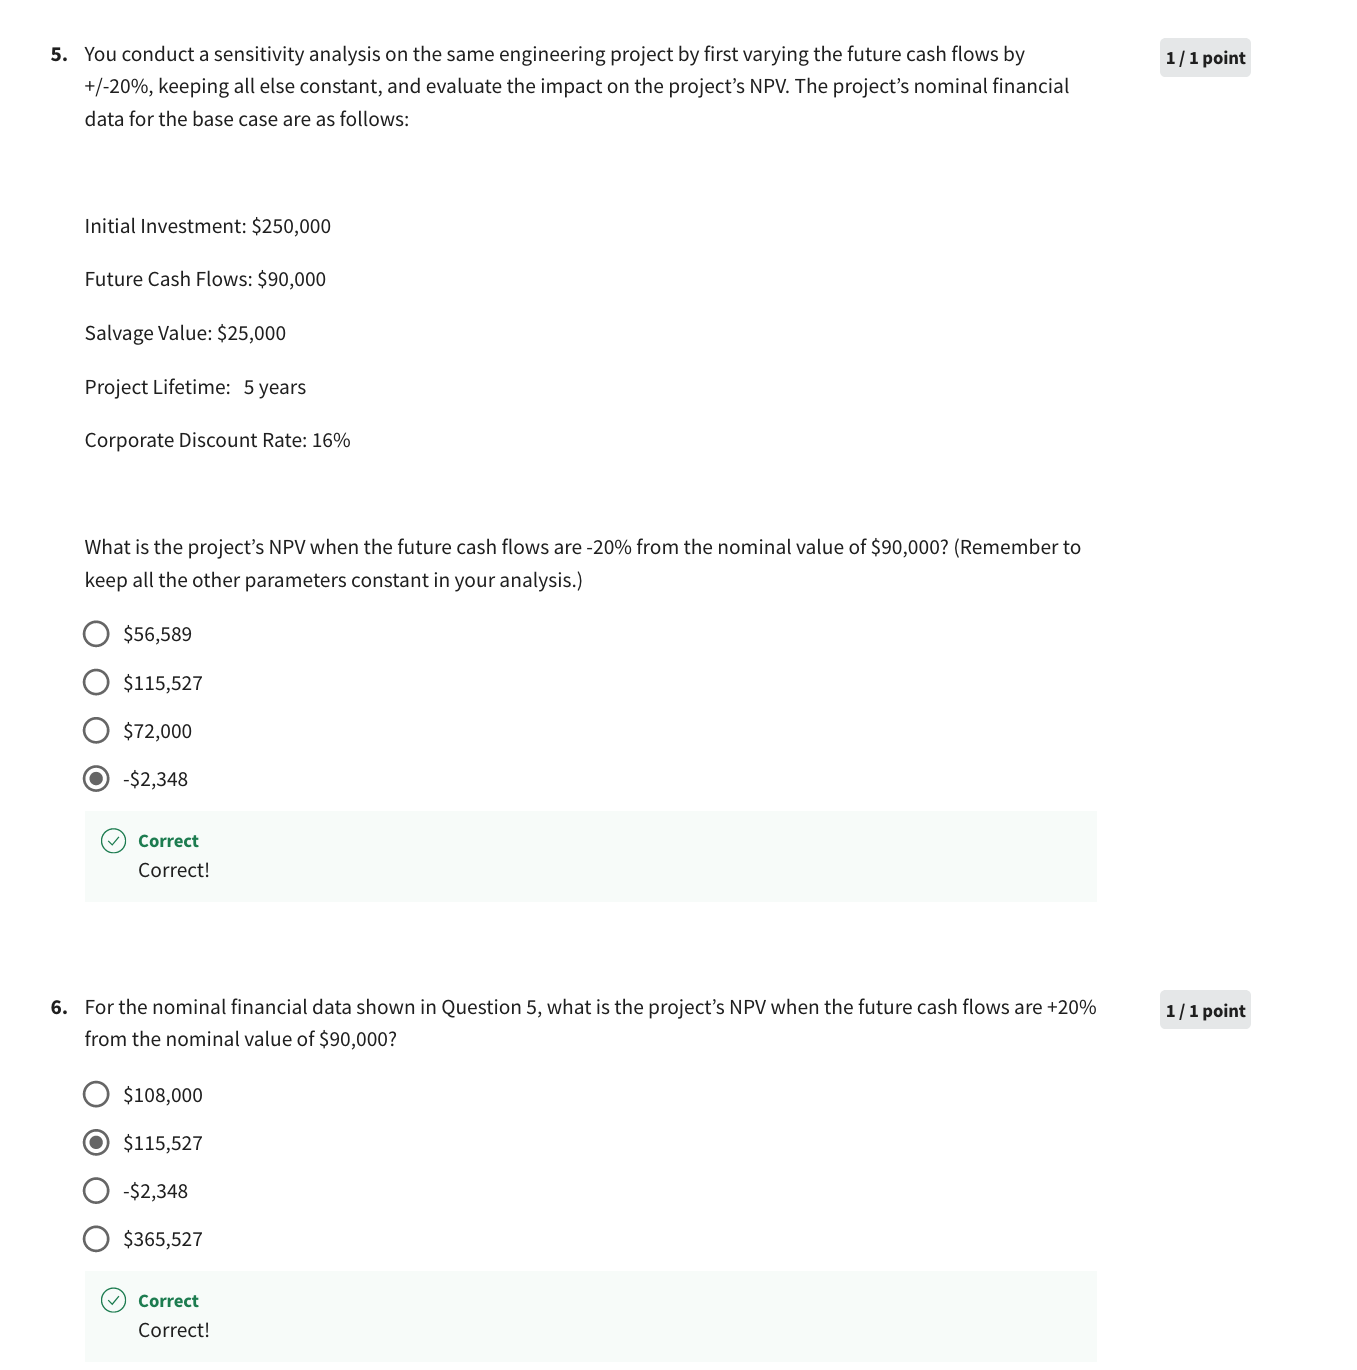 5. You conduct a sensitivity analysis on the same engineering project by first varying the future cash flows by
1 / 1 point
+/-20%, keeping all else constant, and evaluate the impact on the project’s NPV. The project’s nominal financial
data for the base case are as follows:
Initial Investment: $250,000
Future Cash Flows: $90,000
Salvage Value: $25,000
Project Lifetime: 5 years
Corporate Discount Rate: 16%
What is the project’s NPV when the future cash flows are -20% from the nominal value of $90,000? (Remember to
keep all the other parameters constant in your analysis.)
$56,589
$115,527
$72,000
-$2,348
Correct
Correct!
6. For the nominal financial data shown in Question 5, what is the project’s NPV when the future cash flows are +20%
1 / 1 point
from the nominal value of $90,000?
$108,000
$115,527
-$2,348
$365,527
Correct
Correct!